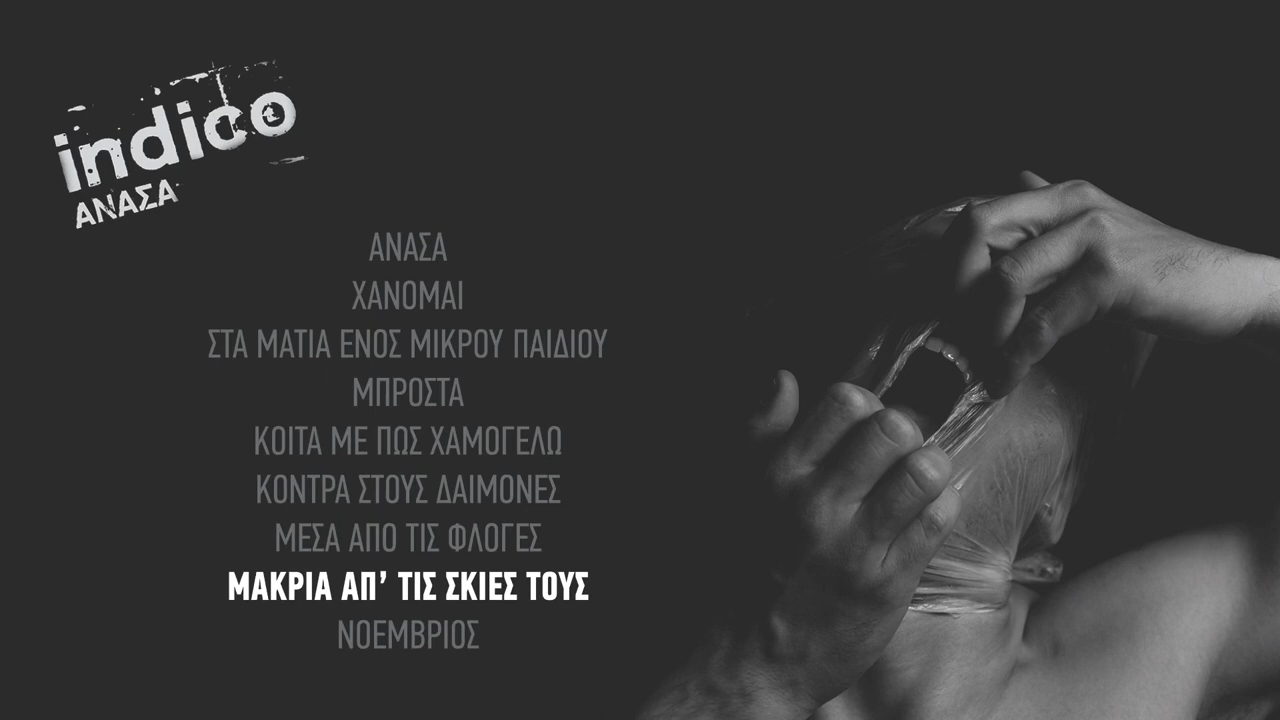 indico
ΑΝΑΣΑ
ΑΝΑΣΑ
ΧΑΝΟΜΑΙ
ΣΤΑ ΜΑΤΙΑ ΕΝΟΣ ΜΙΚΡΟΥ ΠΑΙΔΙΟΥ
ΜΠΡΟΣΤΑ
ΚΟΙΤΑ ΜΕ ΠΩΣ ΧΑΜΟΓΕΛΩ
ΚΟΝΤΡΑ ΣΤΟΥΣ ΔΑΙΜΟΝΕΣ
ΜΕΣΑ ΑΠΟ ΤΙΣ ΦΛΟΓΕΣ
ΜΑΚΡΙΑ ΑΠ’ ΤΙΣ ΣΚΙΕΣ ΤΟΥΣ
ΝΟΕΜΒΡΙΟΣ